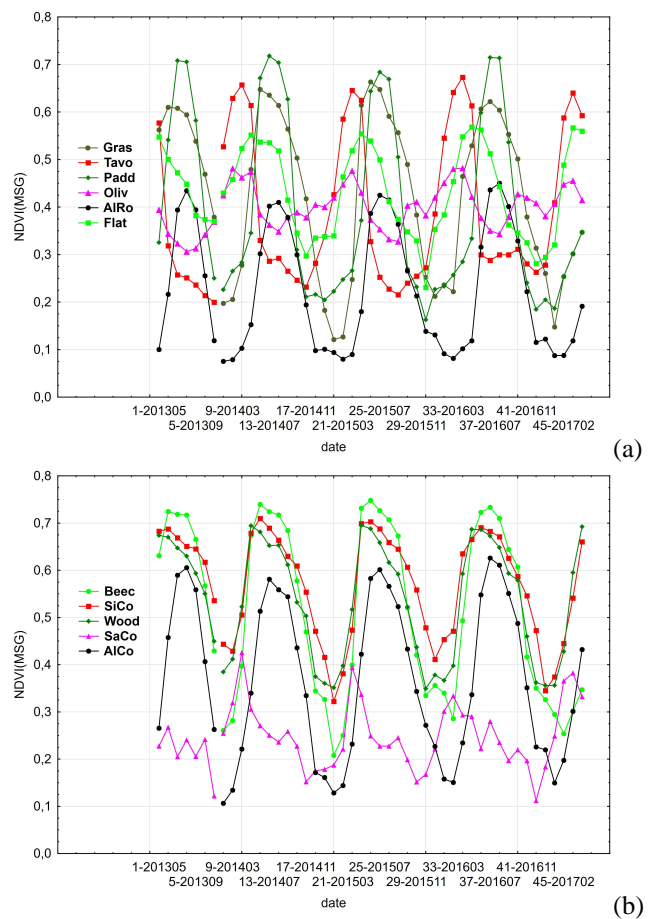 0,8
0,7
0,6
0,5
0,4
0,3
0,2
0,1
0,0
NDVI(MSG)
Gras
Tavo
Padd
Oliv
AlRo
Flat
1-201305 9-201403 17-201411 25-201507 33-201603 41-201611
5-201309 13-201407 21-201503 29-201511 37-201607 45-201702
date
(a)
0,8
0,7
0,6
0,5
0,4
0,3
0,2
0,1
0,0
NDVI(MSG)
Beec
SiCo
Wood
SaCo
AlCo
1-201305 9-201403 17-201411 25-201507 33-201603 41-201611
5-201309 13-201407 21-201503 29-201511 37-201607 45-201702
date
(b)